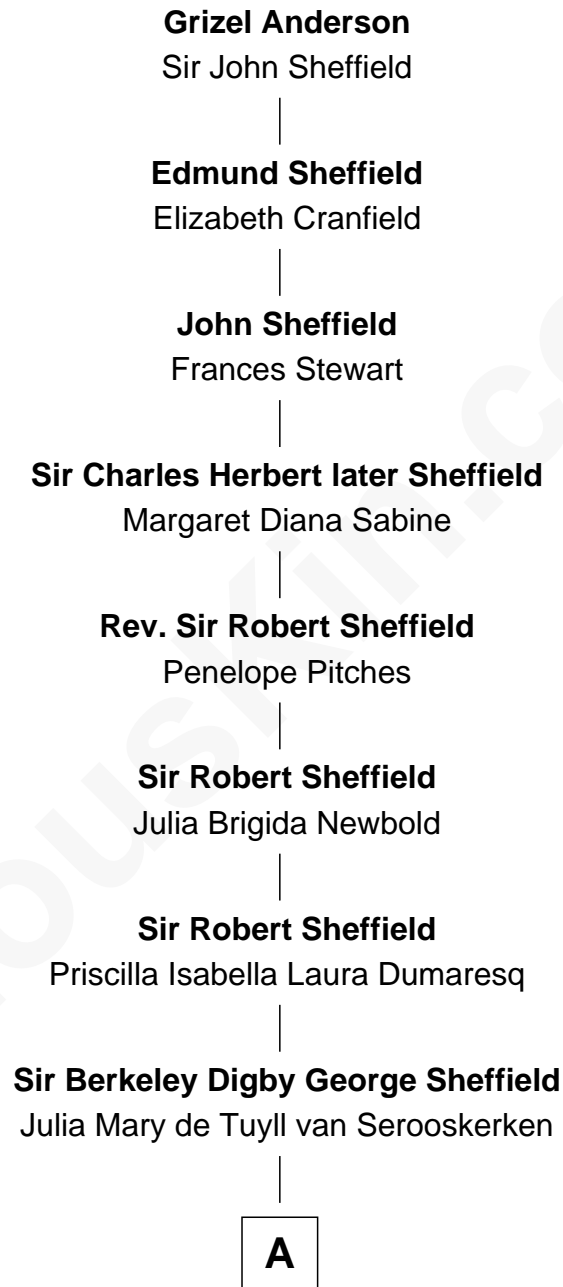 Grizel Anderson
Sir John Sheffield
Edmund Sheffield
Elizabeth Cranfield
John Sheffield
Frances Stewart
Sir Charles Herbert later Sheffield
Margaret Diana Sabine
Rev. Sir Robert Sheffield
Penelope Pitches
Sir Robert Sheffield
Julia Brigida Newbold
Sir Robert Sheffield
Priscilla Isabella Laura Dumaresq
Sir Berkeley Digby George Sheffield
Julia Mary de Tuyll van Serooskerken
A